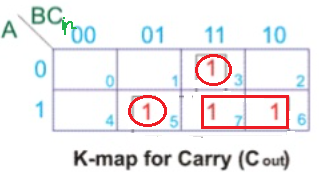 A BCin 00 01 11 10
0 0 1 1 3 2
1 4 1 5 1 7 1 6
K-map for Carry (Cout)